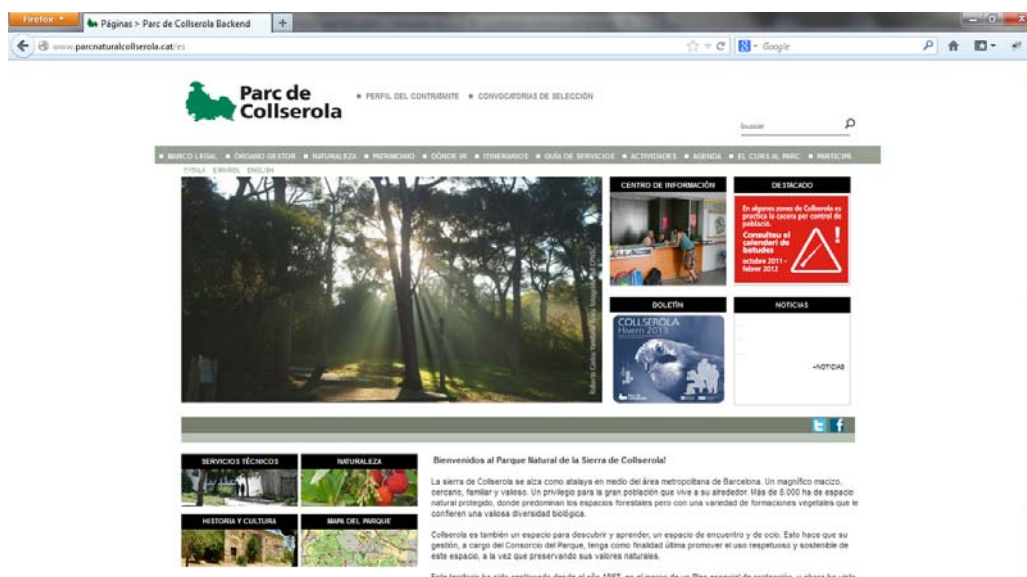 Firefox
Páginas > Parc de Collserola Backend
www.parcnaturalcollserola.cat/es
Google
Parc de
Collserola
PERFIL DEL CONTRATANTE
CONVOCATORIAS DE SELECCIÓN
buscar
MARCO LEGAL ÓRGANO GESTOR NATURALEZA PATRIMONIO DÓNDE IR ITINERARIOS GUÍA DE SERVICIOS ACTIVIDADES AGENDA EL CURS AL PARC PARTICIPA
CATALÀ ESPAÑOL ENGLISH
CENTRO DE INFORMACIÓN
DESTACADO
En algunes zones de Collserola es
practica la cacera per control de
població.
Consulteu el
calendari de
batudes
octubre 2011 -
febrer 2012
!
BOLETÍN
COLLSEROLA
Hivern 2013
NOTICIAS
+NOTICIAS
SERVICIOS TÉCNICOS
NATURALEZA
HISTORIA Y CULTURA
MAPA DEL PARQUE
Bienvenidos al Parque Natural de la Sierra de Collserola!
La sierra de Collserola se alza como atalaya en medio del área metropolitana de Barcelona. Un magnífico macizo,
cercano, familiar y valioso. Un privilegio para la gran población que vive a su alrededor. Más de 8.000 ha de espacio
natural protegido, donde predominan los espacios forestales pero con una variedad de formaciones vegetales que le
confieren una valiosa diversidad biológica.
Collserola es también un espacio para descubrir y aprender, un espacio de encuentro y de ocio. Esto hace que su
gestión, a cargo del Consorcio del Parque, tenga como finalidad última promover el uso respetuoso y sostenible de
este espacio, a la vez que preservando sus valores naturales.